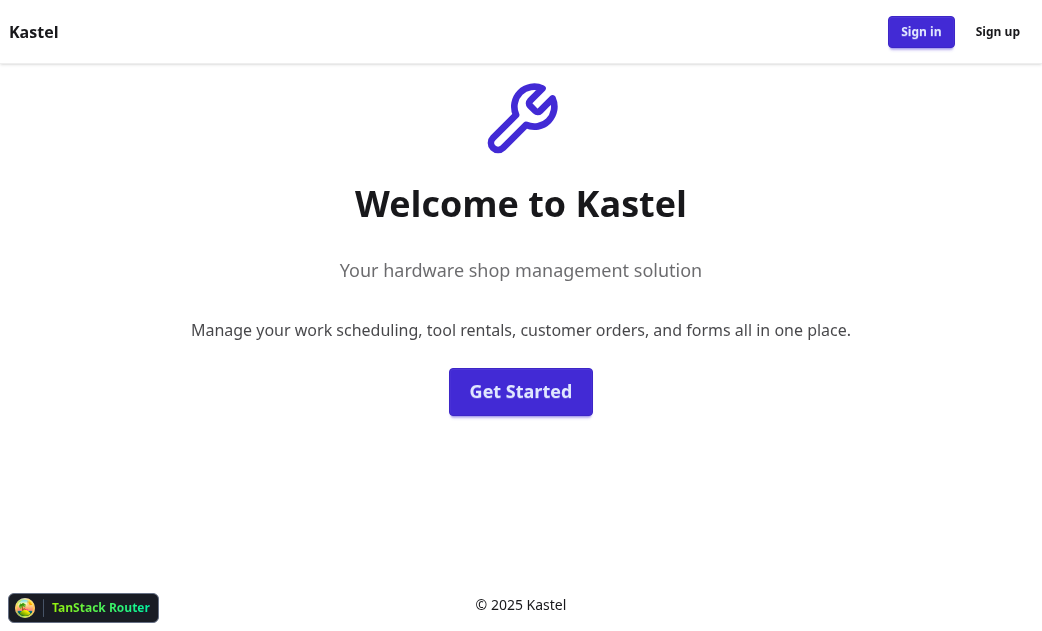 Kastel
Sign in
Sign up
Welcome to Kastel
Your hardware shop management solution
Manage your work scheduling, tool rentals, customer orders, and forms all in one place.
Get Started
TanStack Router
© 2025 Kastel